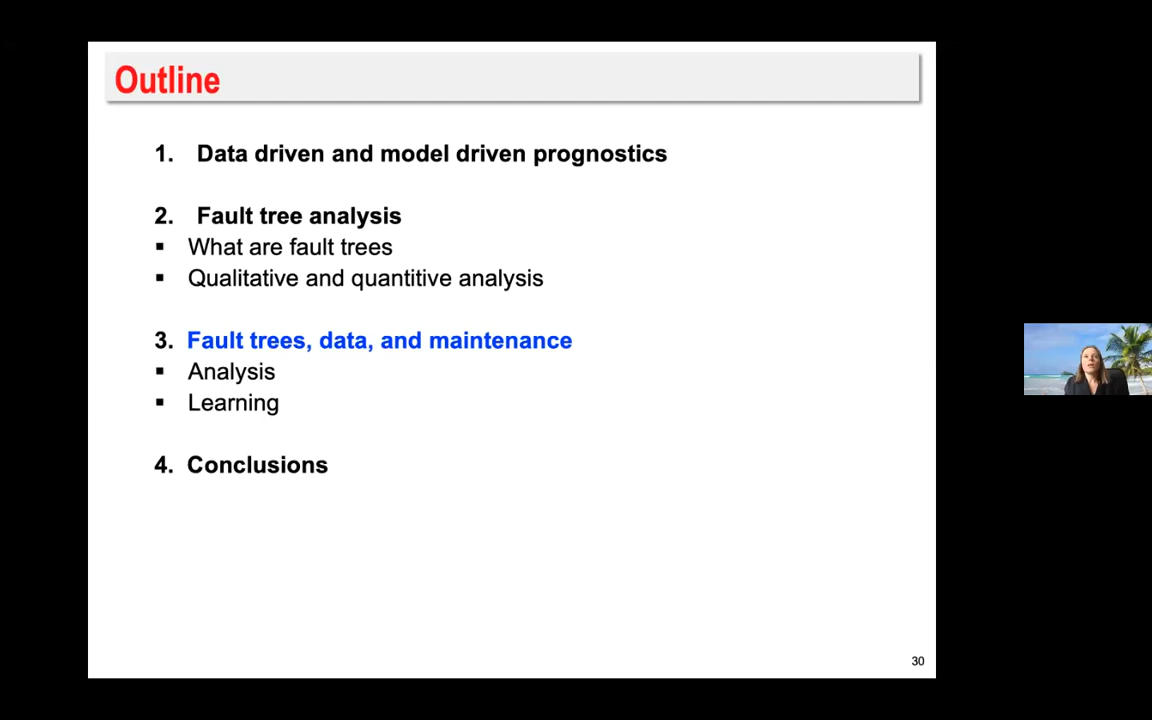 Outline
1. Data driven and model driven prognostics
2. Fault tree analysis
▪ What are fault trees
▪ Qualitative and quantitive analysis
3. Fault trees, data, and maintenance
▪ Analysis
▪ Learning
4. Conclusions
30